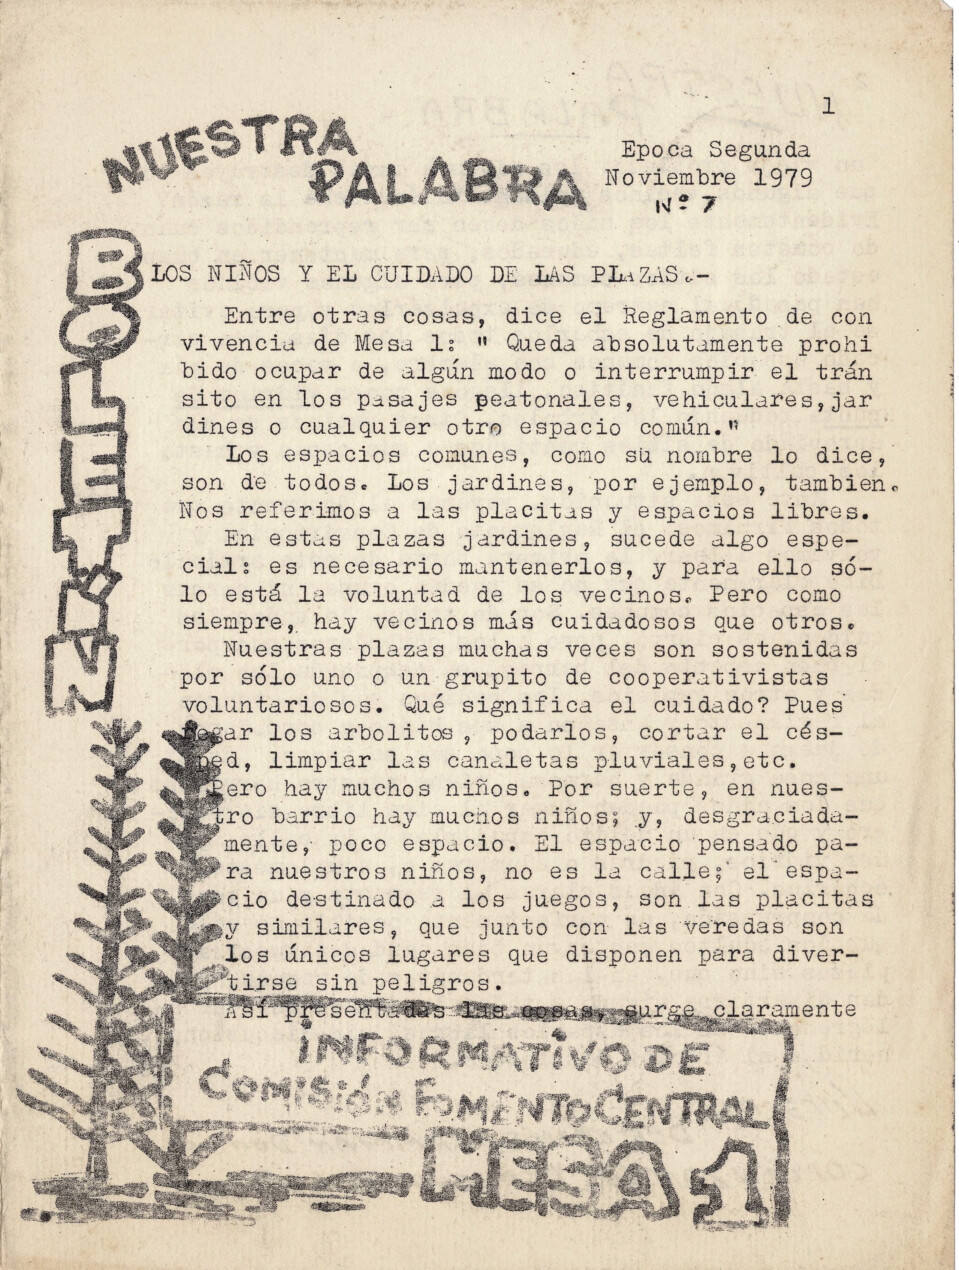 1
NUESTRA
PALABRA
Epoca Segunda
Noviembre 1979
Nº 7
BOLETÍN
LOS NIÑOS Y EL CUIDADO DE LAS PLAZAS.-
Entre otras cosas, dice el Reglamento de con
vivencia de Mesa 1: " Queda absolutamente prohi
bido ocupar de algún modo o interrumpir el trán
sito en los pasajes peatonales, vehiculares,jar
dines o cualquier otro espacio común."
Los espacios comunes, como su nombre lo dice,
son de todos. Los jardines, por ejemplo, tambien.
Nos referimos a las placitas y espacios libres.
En estas plazas jardines, sucede algo espe-
cial: es necesario mantenerlos, y para ello só-
lo está la voluntad de los vecinos. Pero como
siempre, hay vecinos más cuidadosos que otros.
Nuestras plazas muchas veces son sostenidas
por sólo uno o un grupito de cooperativistas
voluntariosos. Qué significa el cuidado? Pues
regar los arbolitos, podarlos, cortar el cés-
ped, limpiar las canaletas pluviales,etc.
Pero hay muchos niños. Por suerte, en nues-
tro barrio hay muchos niños; y, desgraciada-
mente, poco espacio. El espacio pensado pa-
ra nuestros niños, no es la calle; el espa-
cio destinado a los juegos, son las placitas
y similares, que junto con las veredas son
los únicos lugares que disponen para diver-
tirse sin peligros.
Así presentadas las cosas, surge claramente
INFORMATIVO DE
COMISIÓN FOMENTO CENTRAL
MESA 1